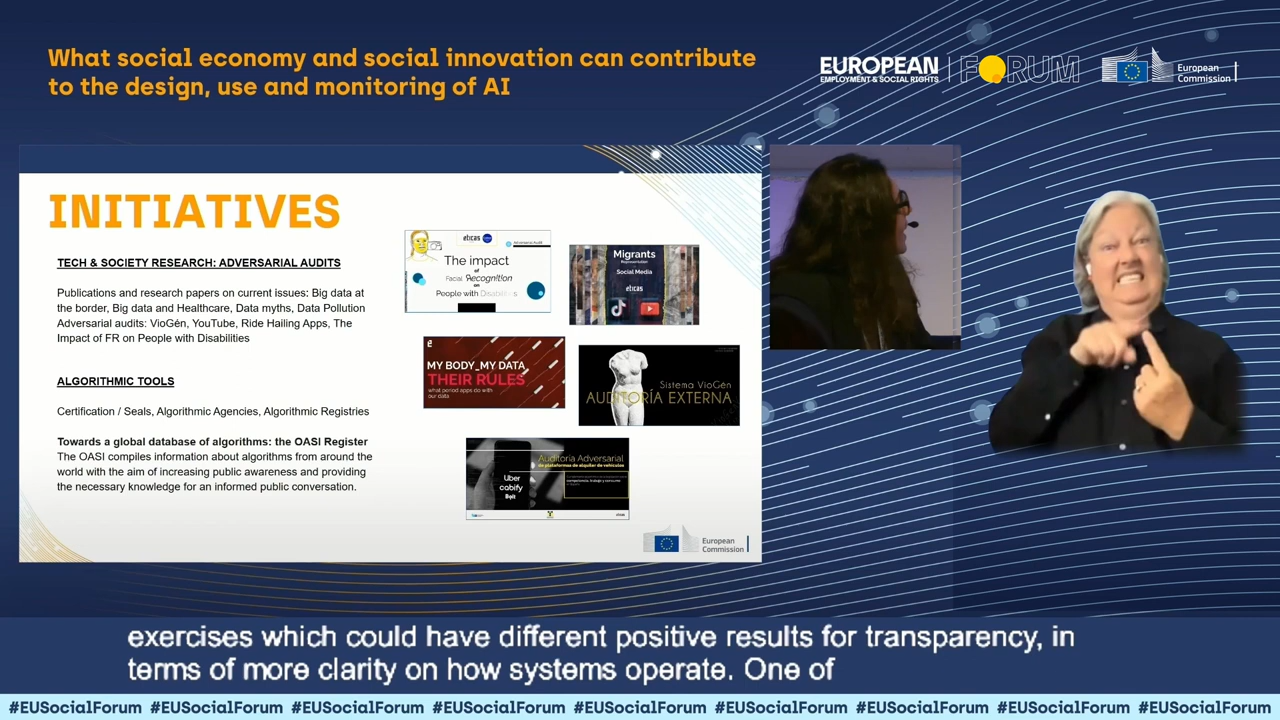 What social economy and social innovation can contribute
to the design, use and monitoring of AI
EUROPEAN
EMPLOYMENT & SOCIAL RIGHTS
FORUM
European
Commission
INITIATIVES
TECH & SOCIETY RESEARCH: ADVERSARIAL AUDITS
Publications and research papers on current issues: Big data at
the border, Big data and Healthcare, Data myths, Data Pollution
Adversarial audits: VioGén, YouTube, Ride Hailing Apps, The
Impact of FR on People with Disabilities
ALGORITHMIC TOOLS
Certification / Seals, Algorithmic Agencies, Algorithmic Registries
Towards a global database of algorithms: the OASI Register
The OASI compiles information about algorithms from around the
world with the aim of increasing public awareness and providing
the necessary knowledge for an informed public conversation.
eticas
Adversarial Audit
The impact
of
Facial Recognition
on
People with Disabilities
Migrants
Representation
Social Media
eticas
MY BODY_MY DATA
THEIR RULES
what period apps do with
our data
Sistema VioGén
AUDITORÍA EXTERNA
Auditoría Adversarial
de plataformas de alquiler de vehículos
Uber
cabify
Bolt
European
Commission
exercises which could have different positive results for transparency, in
terms of more clarity on how systems operate. One of
#EUSocialForum #EUSocialForum #EUSocialForum #EUSocialForum #EUSocialForum #EUSocialForum #EUSocialForum #EUSocialForum #EUSocialForum